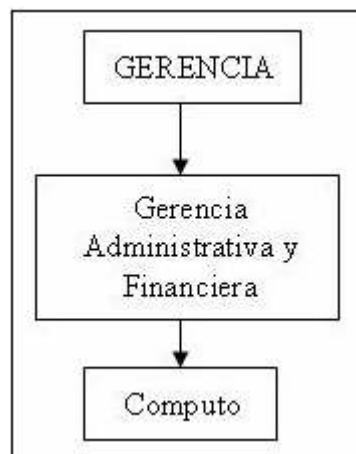 GERENCIA
Gerencia
Administrativa y
Financiera
Computo